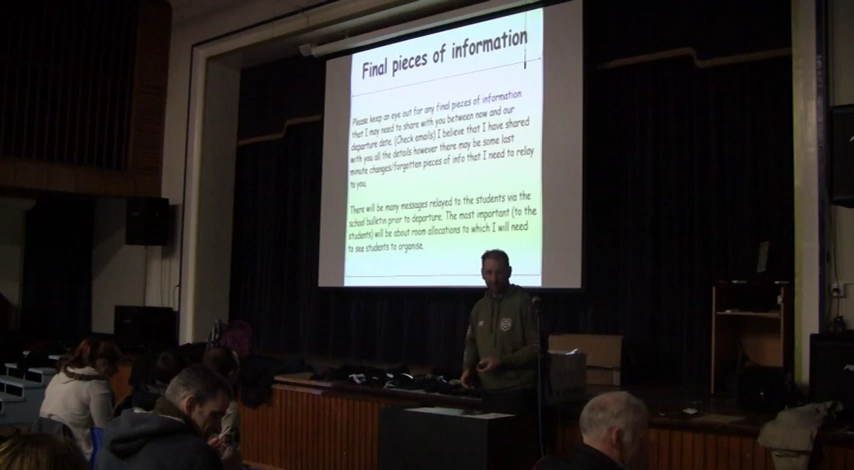 Final pieces of information
Please keep an eye out for any final pieces of information
that I may need to share with you between now and our
departure date. (Check emails) I believe that I have shared
with you all the details however there may be some last
minute changes/forgotten pieces of info that I need to relay
to you.
There will be many messages relayed to the students via the
school bulletin prior to departure. The most important (to the
students) will be about room allocations to which I will need
to see students to organise.